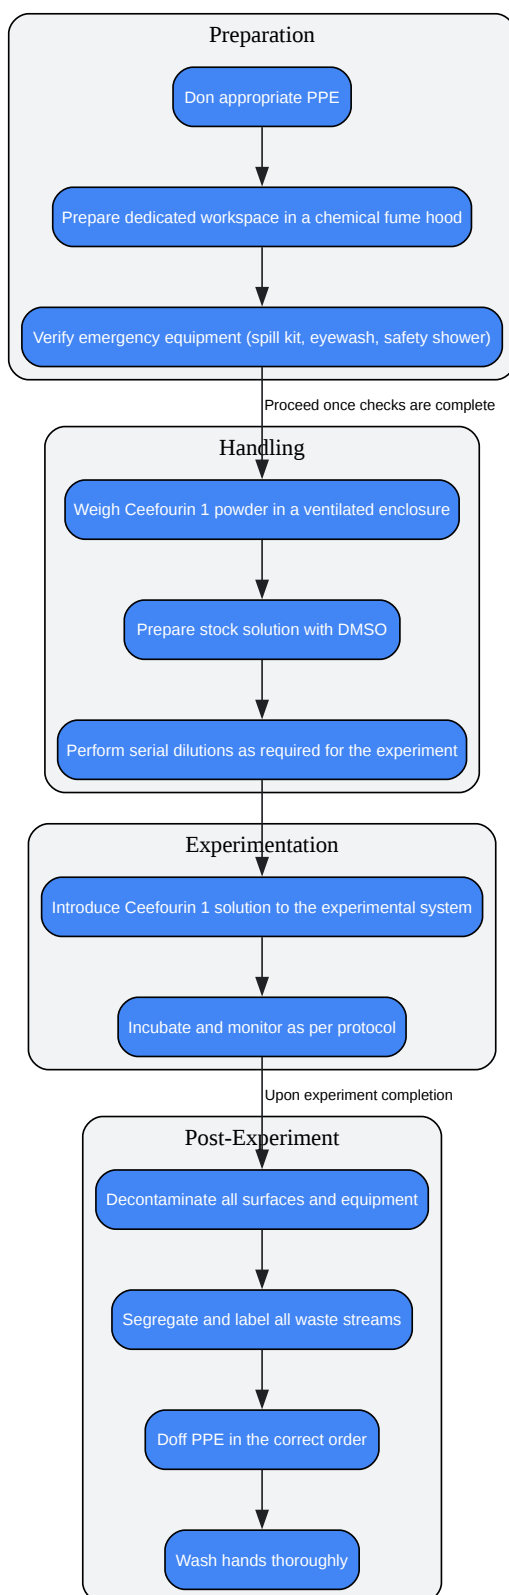 Preparation
Don appropriate PPE
Prepare dedicated workspace in a chemical fume hood
Verify emergency equipment (spill kit, eyewash, safety shower)
Proceed once checks are complete
Handling
Weigh Ceefourin 1 powder in a ventilated enclosure
Prepare stock solution with DMSO
Perform serial dilutions as required for the experiment
Experimentation
Introduce Ceefourin 1 solution to the experimental system
Incubate and monitor as per protocol
Upon experiment completion
Post-Experiment
Decontaminate all surfaces and equipment
Segregate and label all waste streams
Doff PPE in the correct order
Wash hands thoroughly